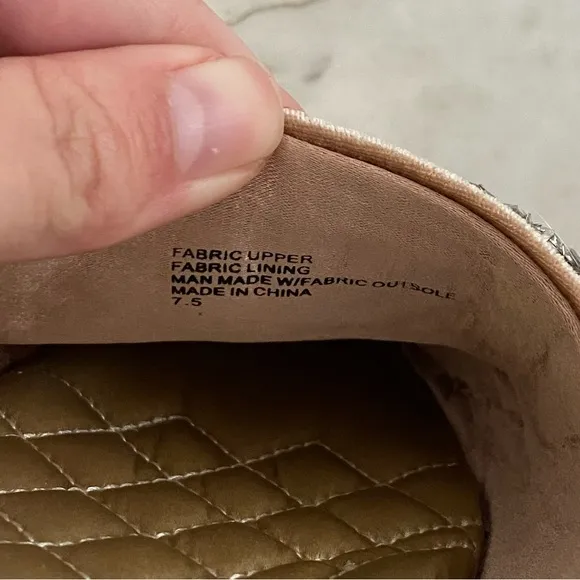 FABRIC UPPER
FABRIC LINING
MAN MADE W/FABRIC OUTSOLE
MADE IN CHINA
7.5